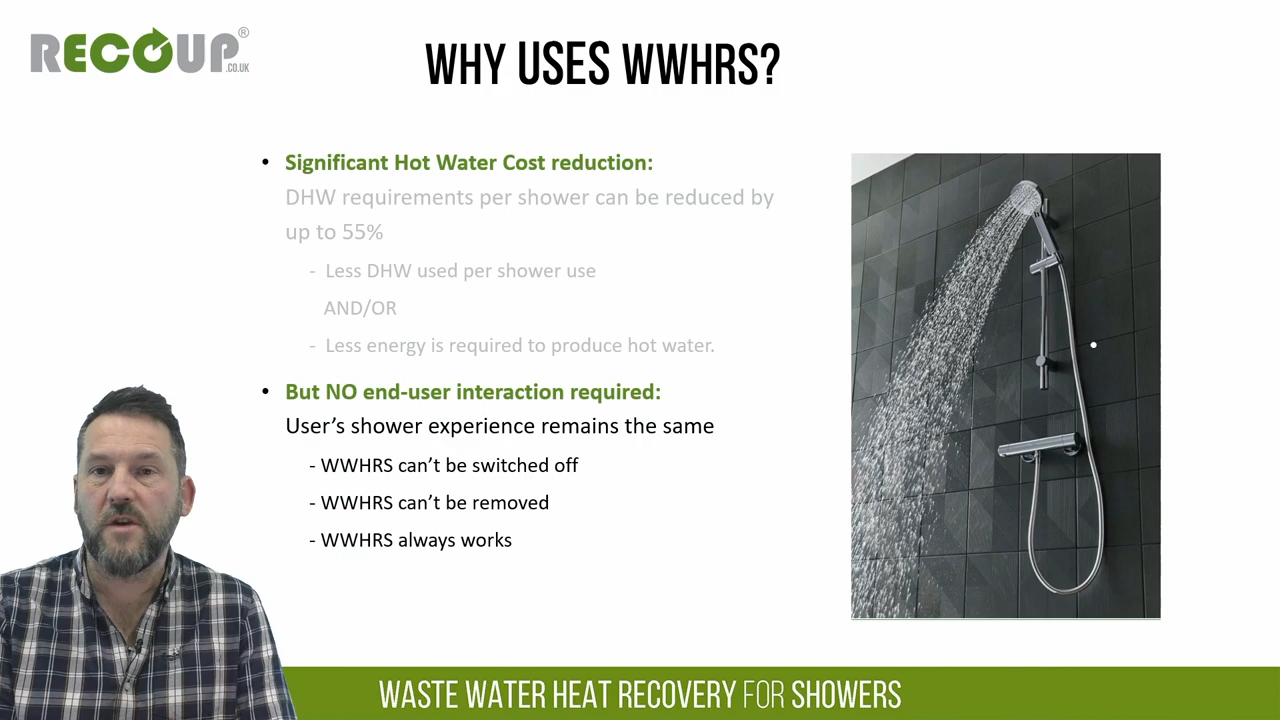 RECOUP®
.CO.UK
WHY USES WWHRS?
• Significant Hot Water Cost reduction:
DHW requirements per shower can be reduced by
up to 55%
- Less DHW used per shower use
AND/OR
- Less energy is required to produce hot water.
• But NO end-user interaction required:
User’s shower experience remains the same
- WWHRS can’t be switched off
- WWHRS can’t be removed
- WWHRS always works
WASTE WATER HEAT RECOVERY FOR SHOWERS